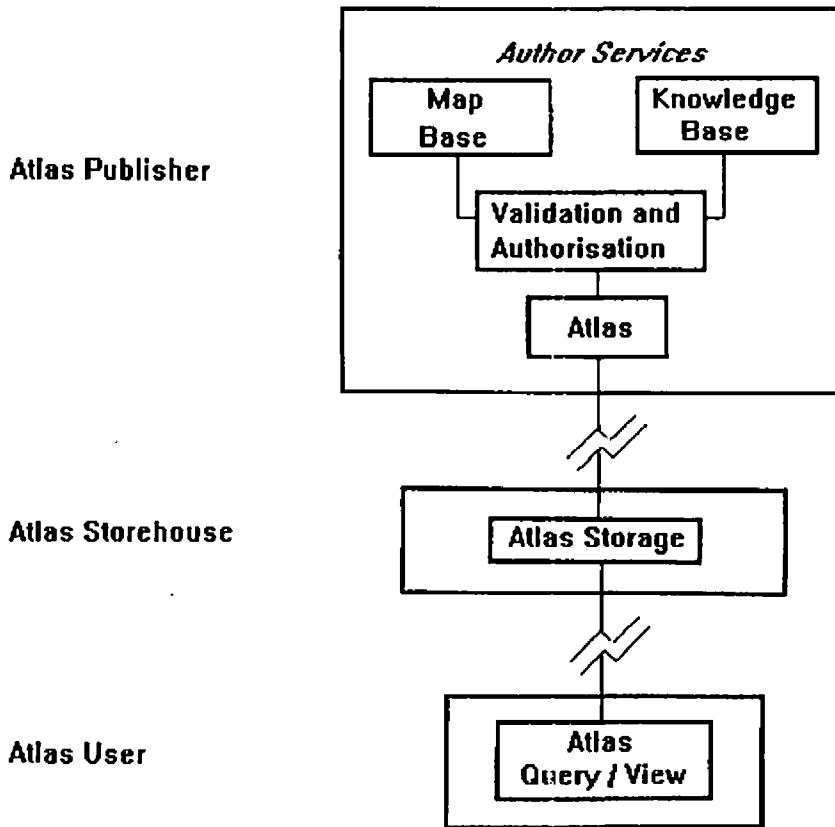 Author Services
Map
Base
Knowledge
Base
Atlas Publisher
Validation and
Authorisation
Atlas
Atlas Storehouse
Atlas Storage
Atlas User
Atlas
Query / View